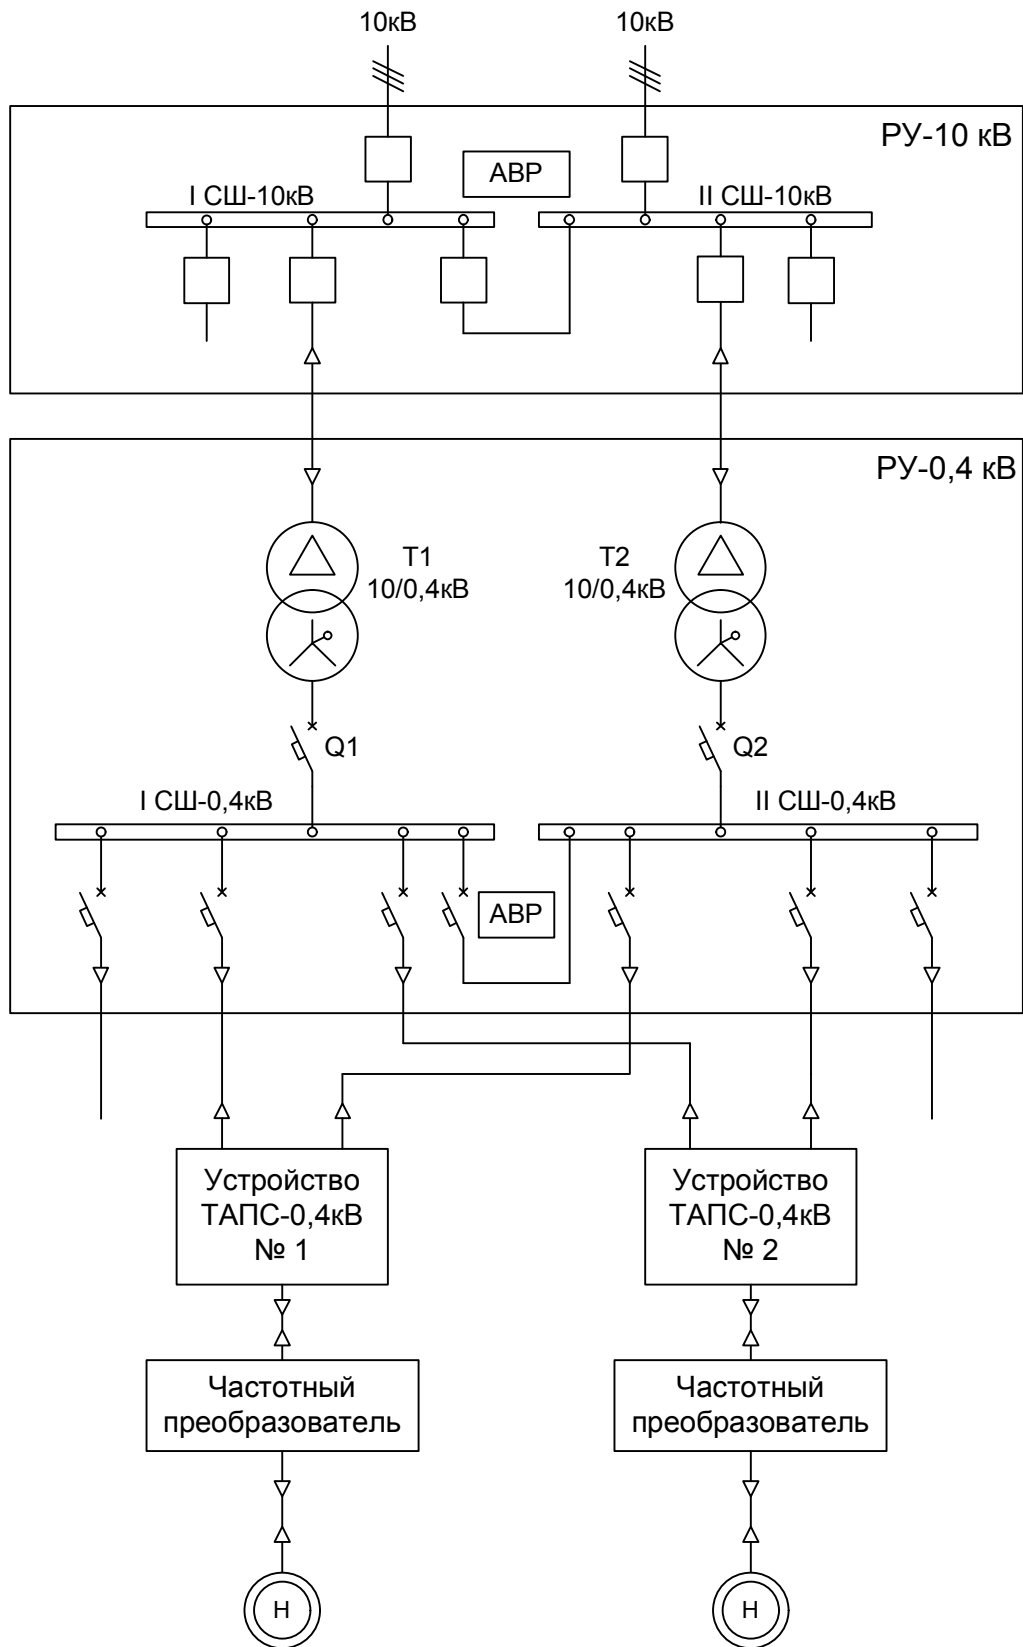 10кВ
10кВ
РУ-10 кВ
АВР
I СШ-10кВ
II СШ-10кВ
РУ-0,4 кВ
Т1
10/0,4кВ
Т2
10/0,4кВ
Q1
Q2
I СШ-0,4кВ
II СШ-0,4кВ
АВР
Устройство
ТАПС-0,4кВ
№ 1
Устройство
ТАПС-0,4кВ
№ 2
Частотный
преобразователь
Частотный
преобразователь
Н
Н